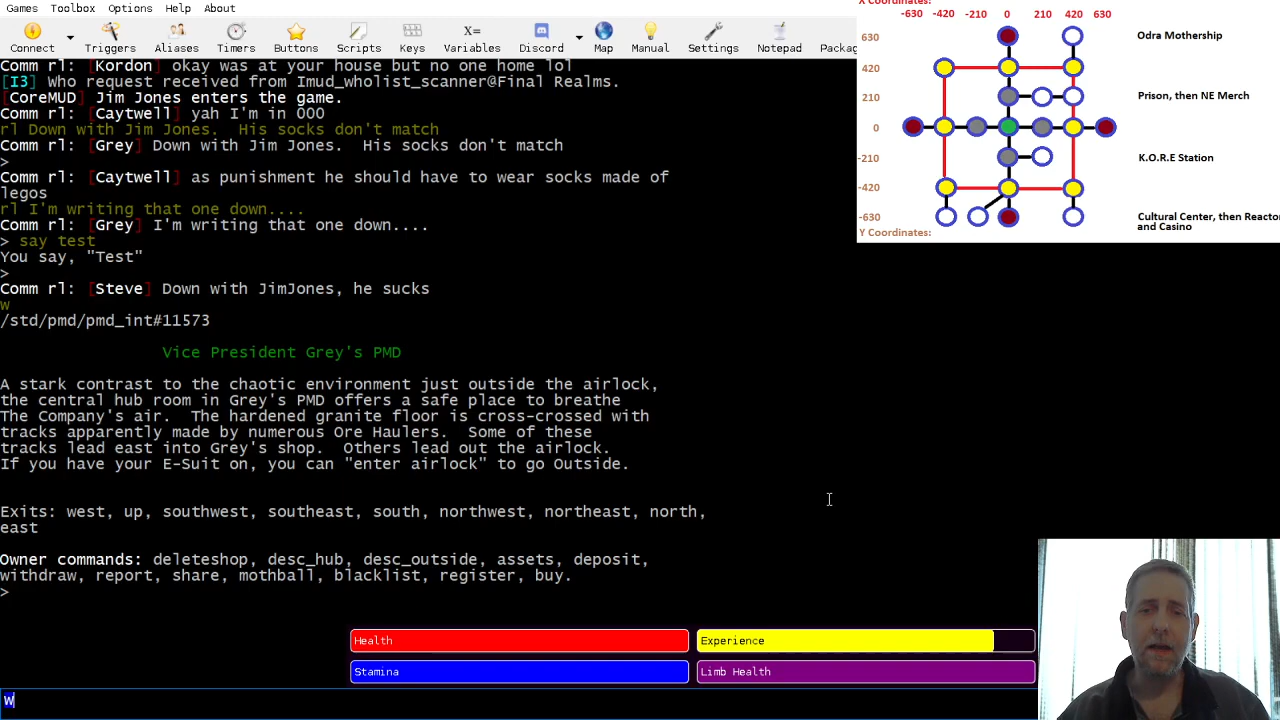 Games Toolbox Options Help About
Connect Triggers Aliases Timers Buttons Scripts Keys Variables Discord Map Manual Settings Notepad Packag
X=
Comm rl: [Kordon] okay was at your house but no one home lol
[I3] Who request received from Imud_wholist_scanner@Final Realms.
[CoreMUD] Jim Jones enters the game.
Comm rl: [Caytwell] yah I'm in OOO
rl Down with Jim Jones.  His socks don't match
Comm rl: [Grey] Down with Jim Jones.  His socks don't match
>
Comm rl: [Caytwell] as punishment he should have to wear socks made of
legos
rl I'm writing that one down....
Comm rl: [Grey] I'm writing that one down....
> say test
You say, "Test"
>
Comm rl: [Steve] Down with JimJones, he sucks
w
/std/pmd/pmd_int#11573
Vice President Grey's PMD
A stark contrast to the chaotic environment just outside the airlock,
the central hub room in Grey's PMD offers a safe place to breathe
The Company's air.  The hardened granite floor is cross-crossed with
tracks apparently made by numerous Ore Haulers.  Some of these
tracks lead east into Grey's shop.  Others lead out the airlock.
If you have your E-Suit on, you can "enter airlock" to go Outside.
Exits: west, up, southwest, southeast, south, northwest, northeast, north,
east
Owner commands: deleteshop, desc_hub, desc_outside, assets, deposit,
withdraw, report, share, mothball, blacklist, register, buy.
>
Health
Experience
Stamina
Limb Health
w
X Coordinates:
-630 -420 -210 0 210 420 630
630
Odra Mothership
420
210
Prison, then NE Merch
0
-210
K.O.R.E Station
-420
-630
Cultural Center, then Reactor
and Casino
Y Coordinates: